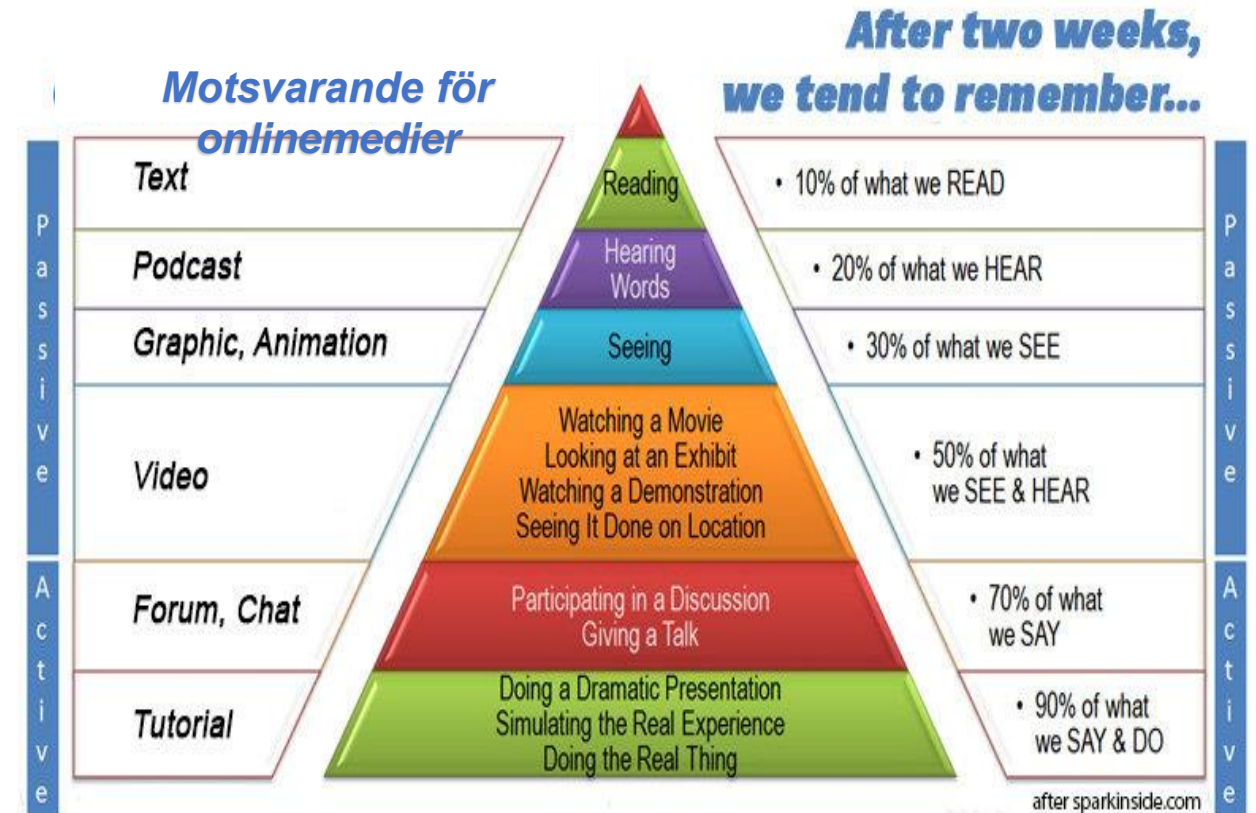 After two weeks,
we tend to remember...
Motsvarande för
onlinemedier
Passive
Active
Text
Podcast
Graphic, Animation
Video
Forum, Chat
Tutorial
Reading
Hearing
Words
Seeing
Watching a Movie
Looking at an Exhibit
Watching a Demonstration
Seeing It Done on Location
Participating in a Discussion
Giving a Talk
Doing a Dramatic Presentation
Simulating the Real Experience
Doing the Real Thing
• 10% of what we READ
• 20% of what we HEAR
• 30% of what we SEE
• 50% of what
we SEE & HEAR
• 70% of what
we SAY
• 90% of what
we SAY & DO
Passive
Active
after sparkinside.com